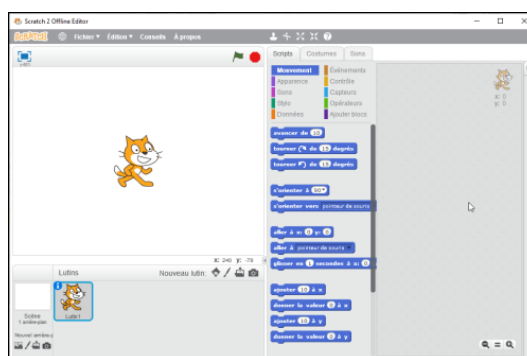 Scratch 2 Offline Editor
SCRATCH Fichier Édition Conseils À propos
Scripts Costumes Sons
Mouvement Évènements
Apparence Contrôle
Sons Capteurs
Stylo Opérateurs
Données Ajouter blocs
x: 0
y: 0
avancer de 10
tourner de 15 degrés
tourner de 15 degrés
s'orienter à 90
s'orienter vers pointeur de souris
aller à x: 0 y: 0
aller à pointeur de souris
glisser en 1 secondes à x: 0
ajouter 10 à x
donner la valeur 0 à x
ajouter 10 à y
donner la valeur 0 à y
x: 240 y: -78
Lutins Nouveau lutin:
Scène
1 arrière-plan
Lutin1
Nouvel arrière-p